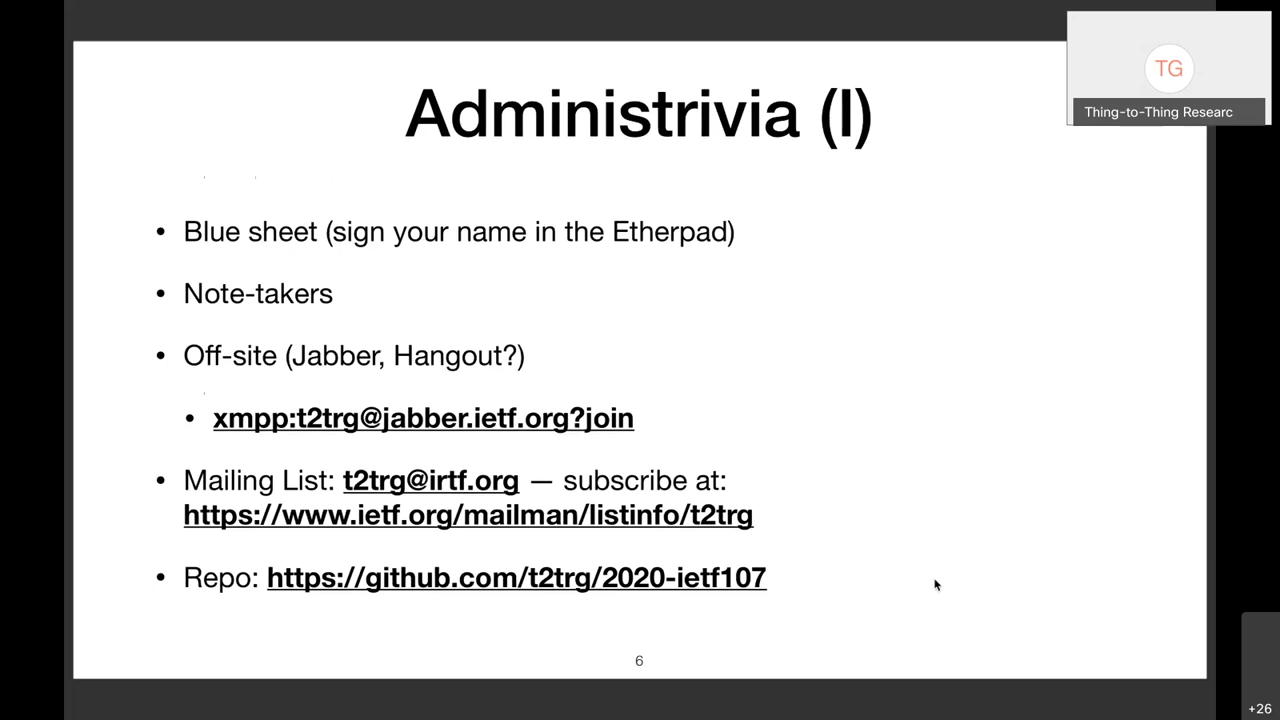 Administrivia (I)
TG
Thing-to-Thing Researc
• Blue sheet (sign your name in the Etherpad)
• Note-takers
• Off-site (Jabber, Hangout?)
• xmpp:t2trg@jabber.ietf.org?join
• Mailing List: t2trg@irtf.org — subscribe at:
https://www.ietf.org/mailman/listinfo/t2trg
• Repo: https://github.com/t2trg/2020-ietf107
6
+26